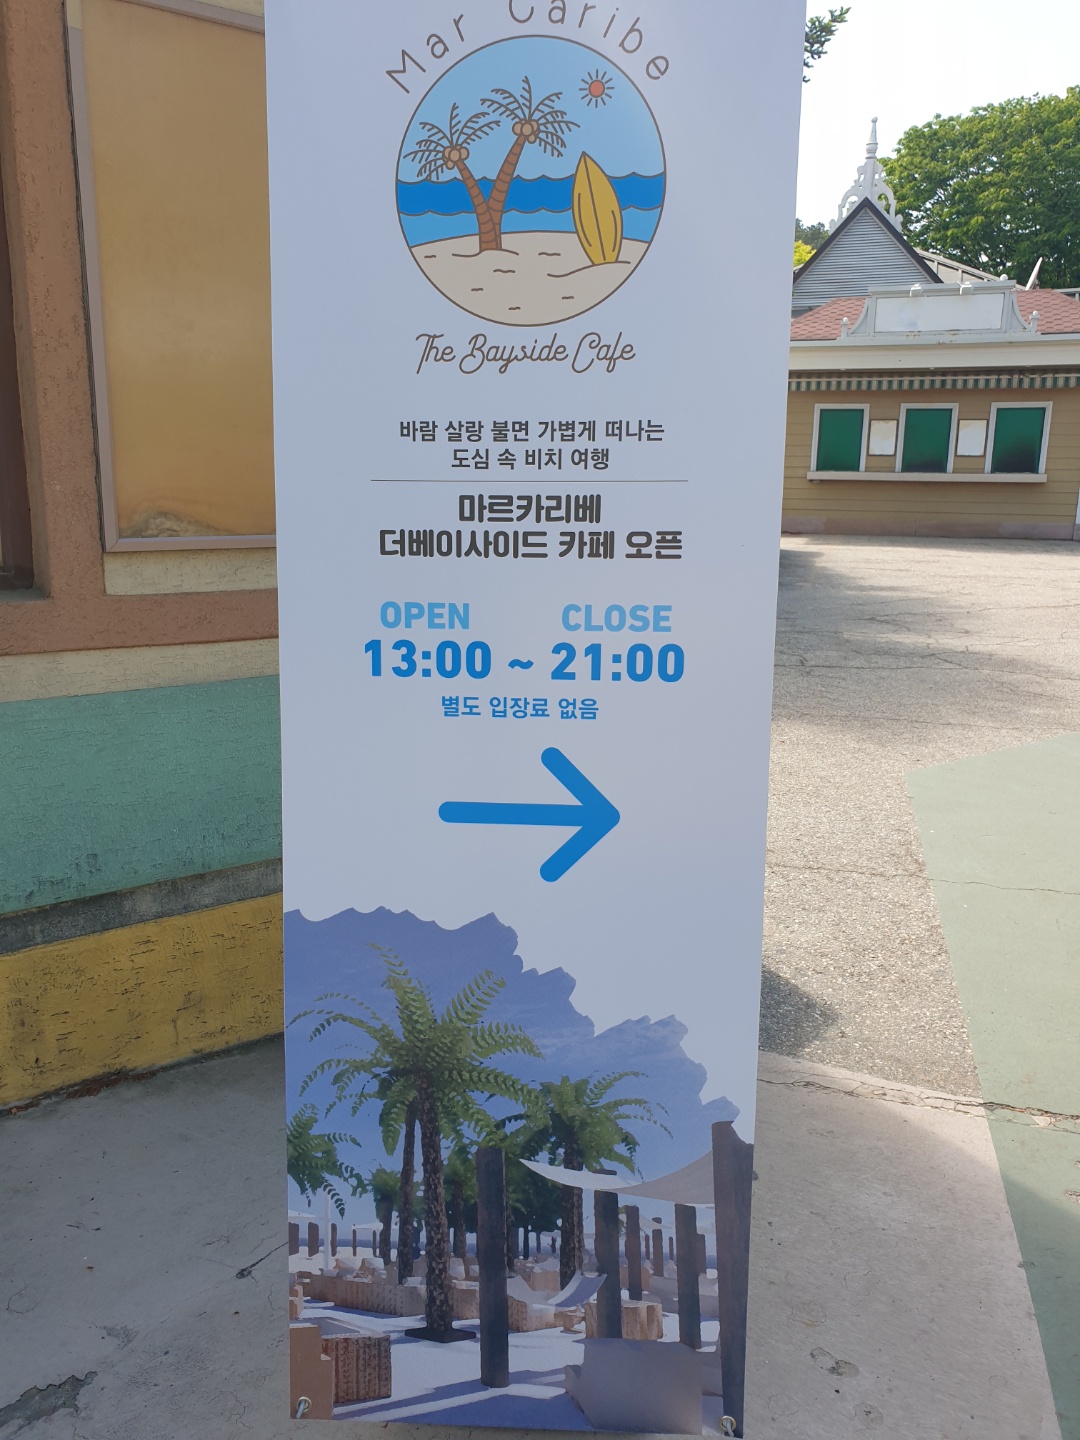 Mar Caribe
The Bayside Cafe
바람 살랑 불면 가볍게 떠나는
도심 속 비치 여행
마르카리베
더베이사이드 카페 오픈
OPEN CLOSE
13:00 ~ 21:00
별도 입장료 없음